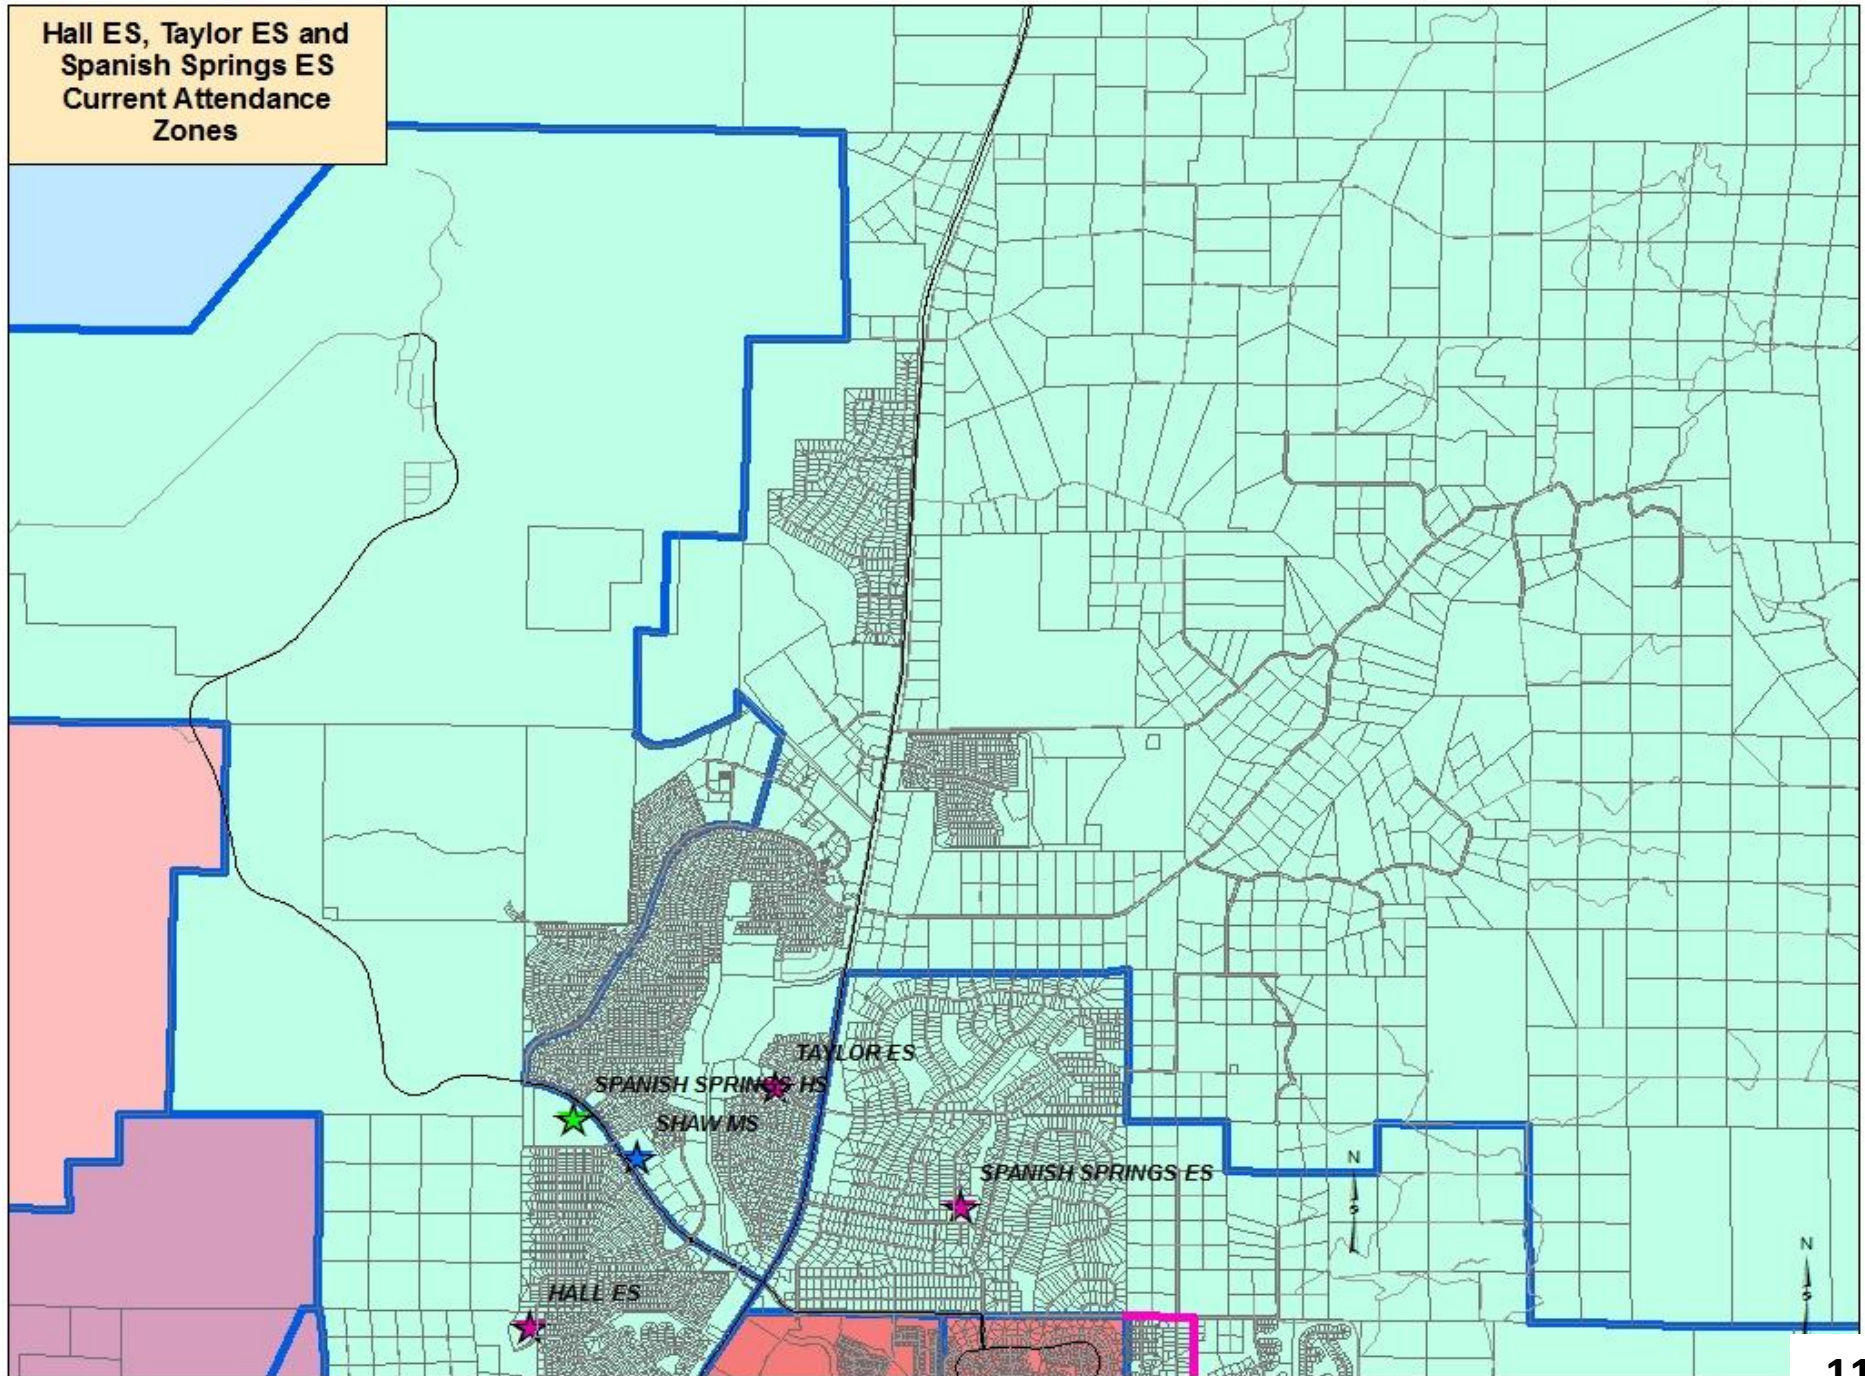 Hall ES, Taylor ES and
Spanish Springs ES
Current Attendance
Zones
TAYLOR ES
SPANISH SPRINGS HS
SHAW MS
SPANISH SPRINGS ES
N
S
N
S
HALL ES
11